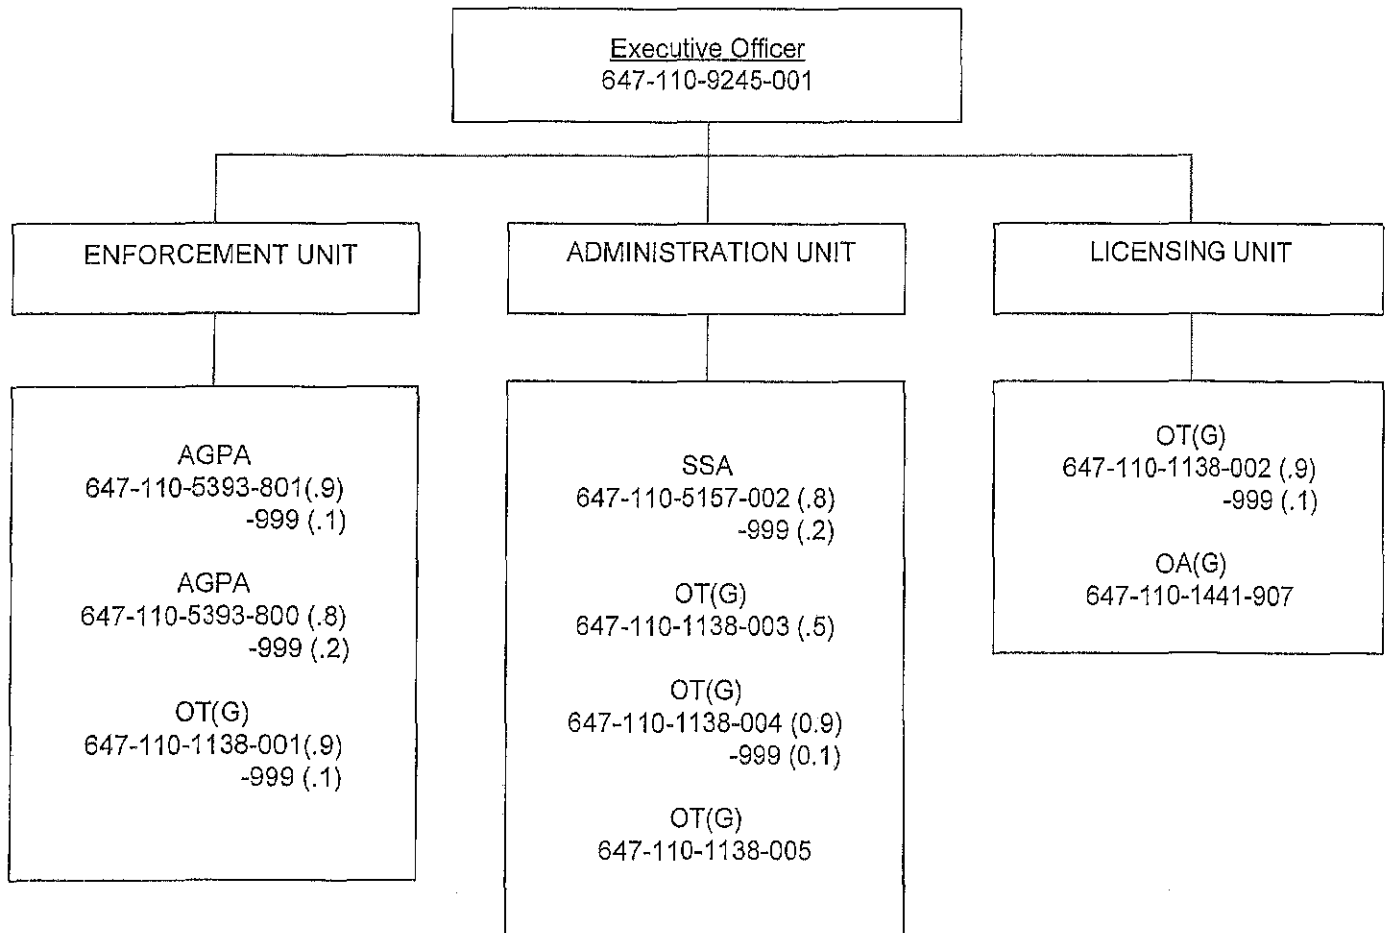 Executive Officer
647-110-9245-001
ENFORCEMENT UNIT
ADMINISTRATION UNIT
LICENSING UNIT
AGPA
647-110-5393-801(.9)
-999 (.1)
AGPA
647-110-5393-800 (.8)
-999 (.2)
OT(G)
647-110-1138-001(.9)
-999 (.1)
SSA
647-110-5157-002 (.8)
-999 (.2)
OT(G)
647-110-1138-003 (.5)
OT(G)
647-110-1138-004 (0.9)
-999 (0.1)
OT(G)
647-110-1138-005
OT(G)
647-110-1138-002 (.9)
-999 (.1)
OA(G)
647-110-1441-907